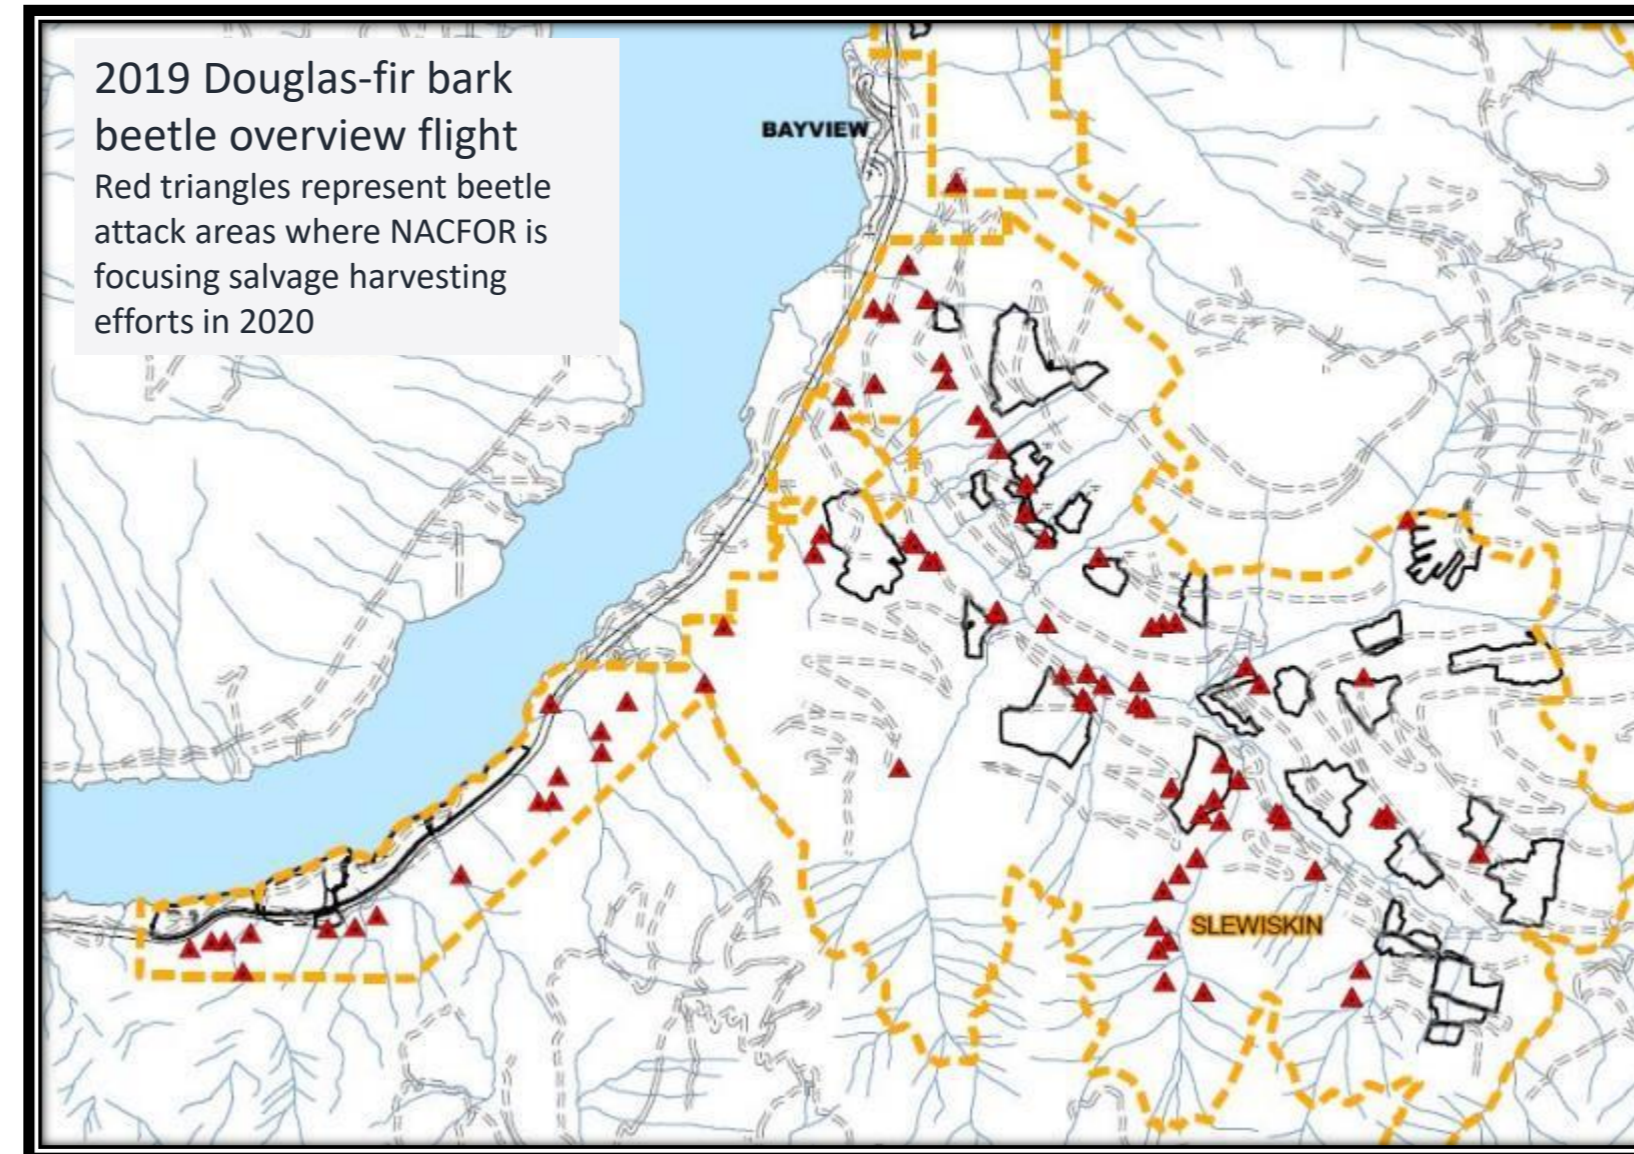 2019 Douglas-fir bark
beetle overview flight
Red triangles represent beetle
attack areas where NACFOR is
focusing salvage harvesting
efforts in 2020
BAYVIEW
SLEWISKIN